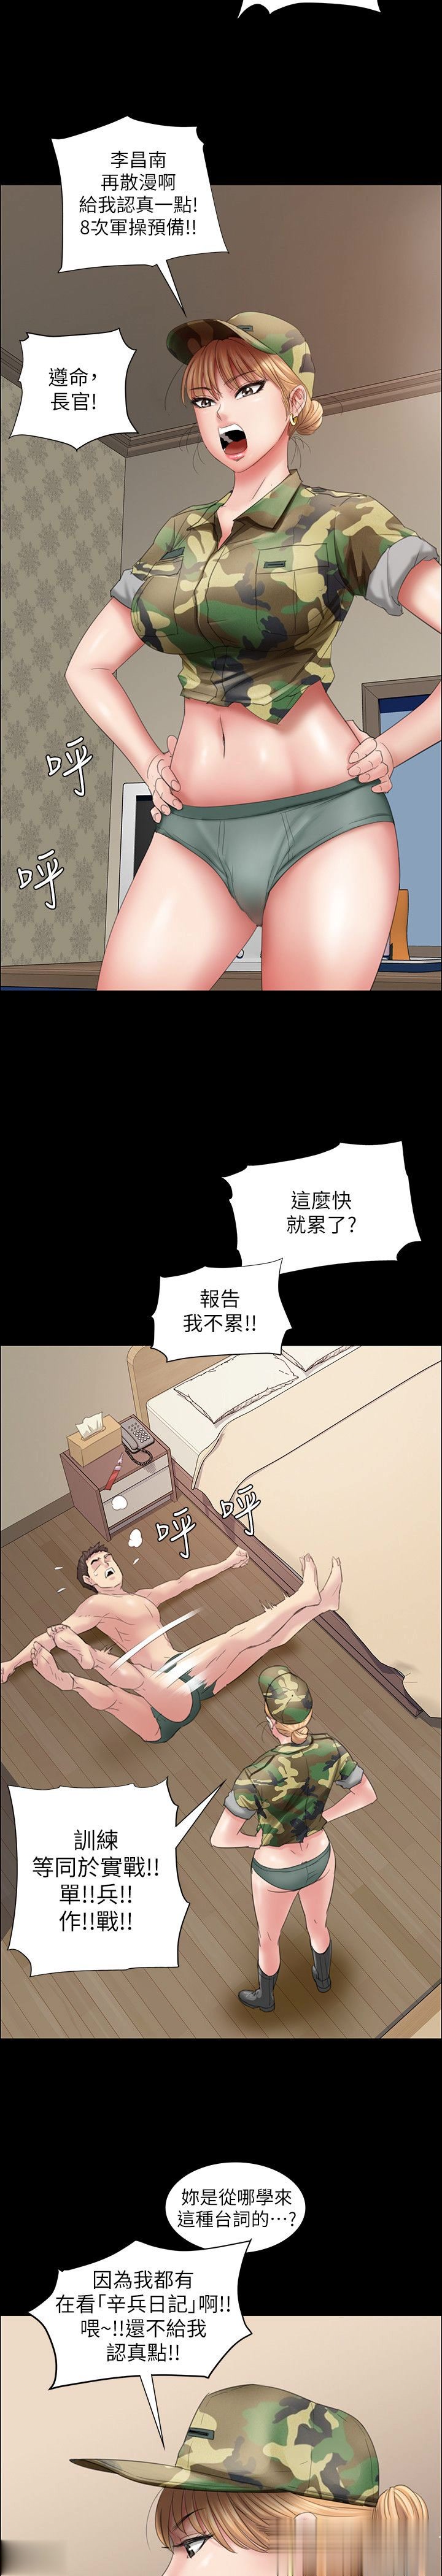 李昌南
再散漫啊
給我認真一點!
8次軍操預備!!
遵命,
長官!
呼
呼
這麼快
就累了?
報告
我不累!!
呼
呼
訓練
等同於實戰!!
單!!兵!!
作!!戰!!
妳是從哪學來
這種台詞的…?
因為我都有
在看「辛兵日記」啊!!
喂~!!還不給我
認真點!!